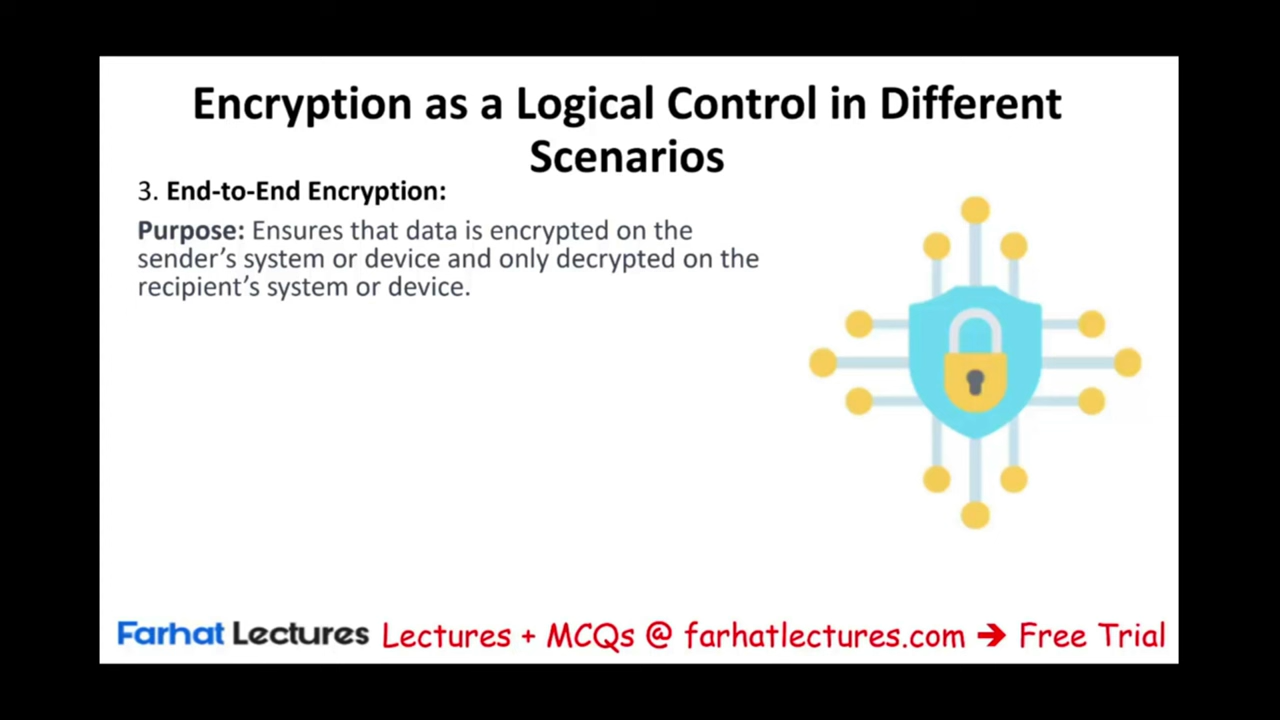 Encryption as a Logical Control in Different
Scenarios
3. End-to-End Encryption:
Purpose: Ensures that data is encrypted on the
sender’s system or device and only decrypted on the
recipient’s system or device.
Farhat Lectures Lectures + MCQs @ farhatlectures.com → Free Trial